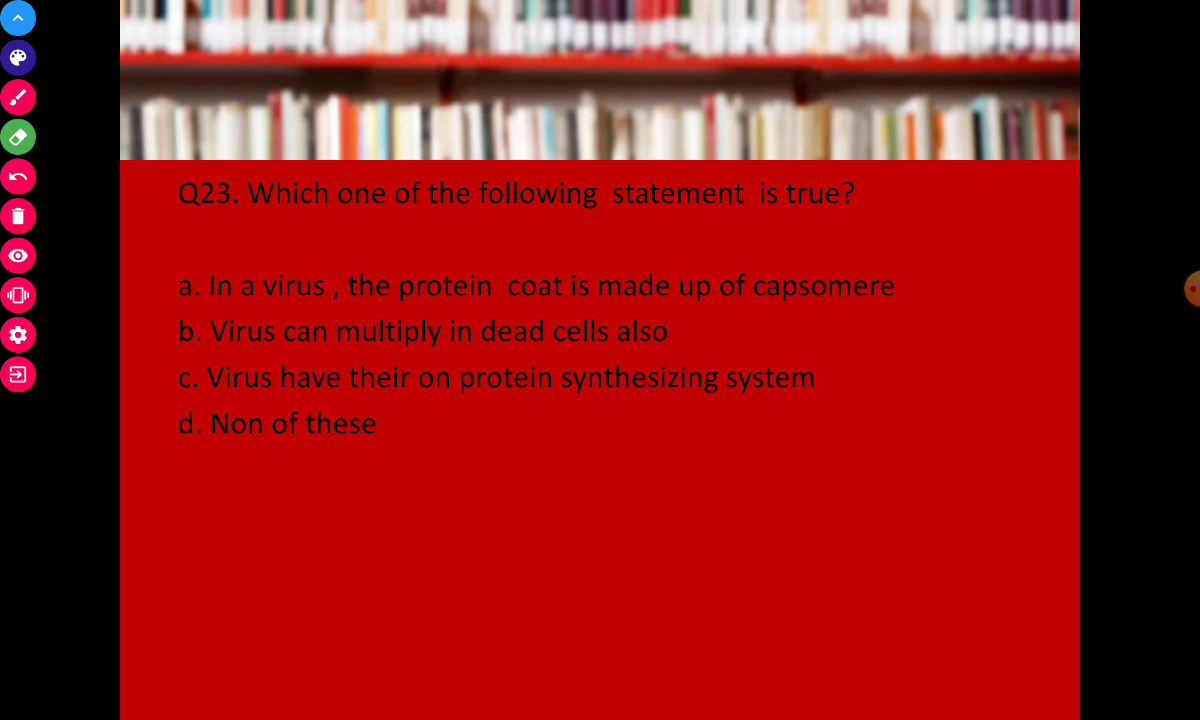 Q23. Which one of the following statement is true?
a. In a virus , the protein coat is made up of capsomere
b. Virus can multiply in dead cells also
c. Virus have their on protein synthesizing system
d. Non of these